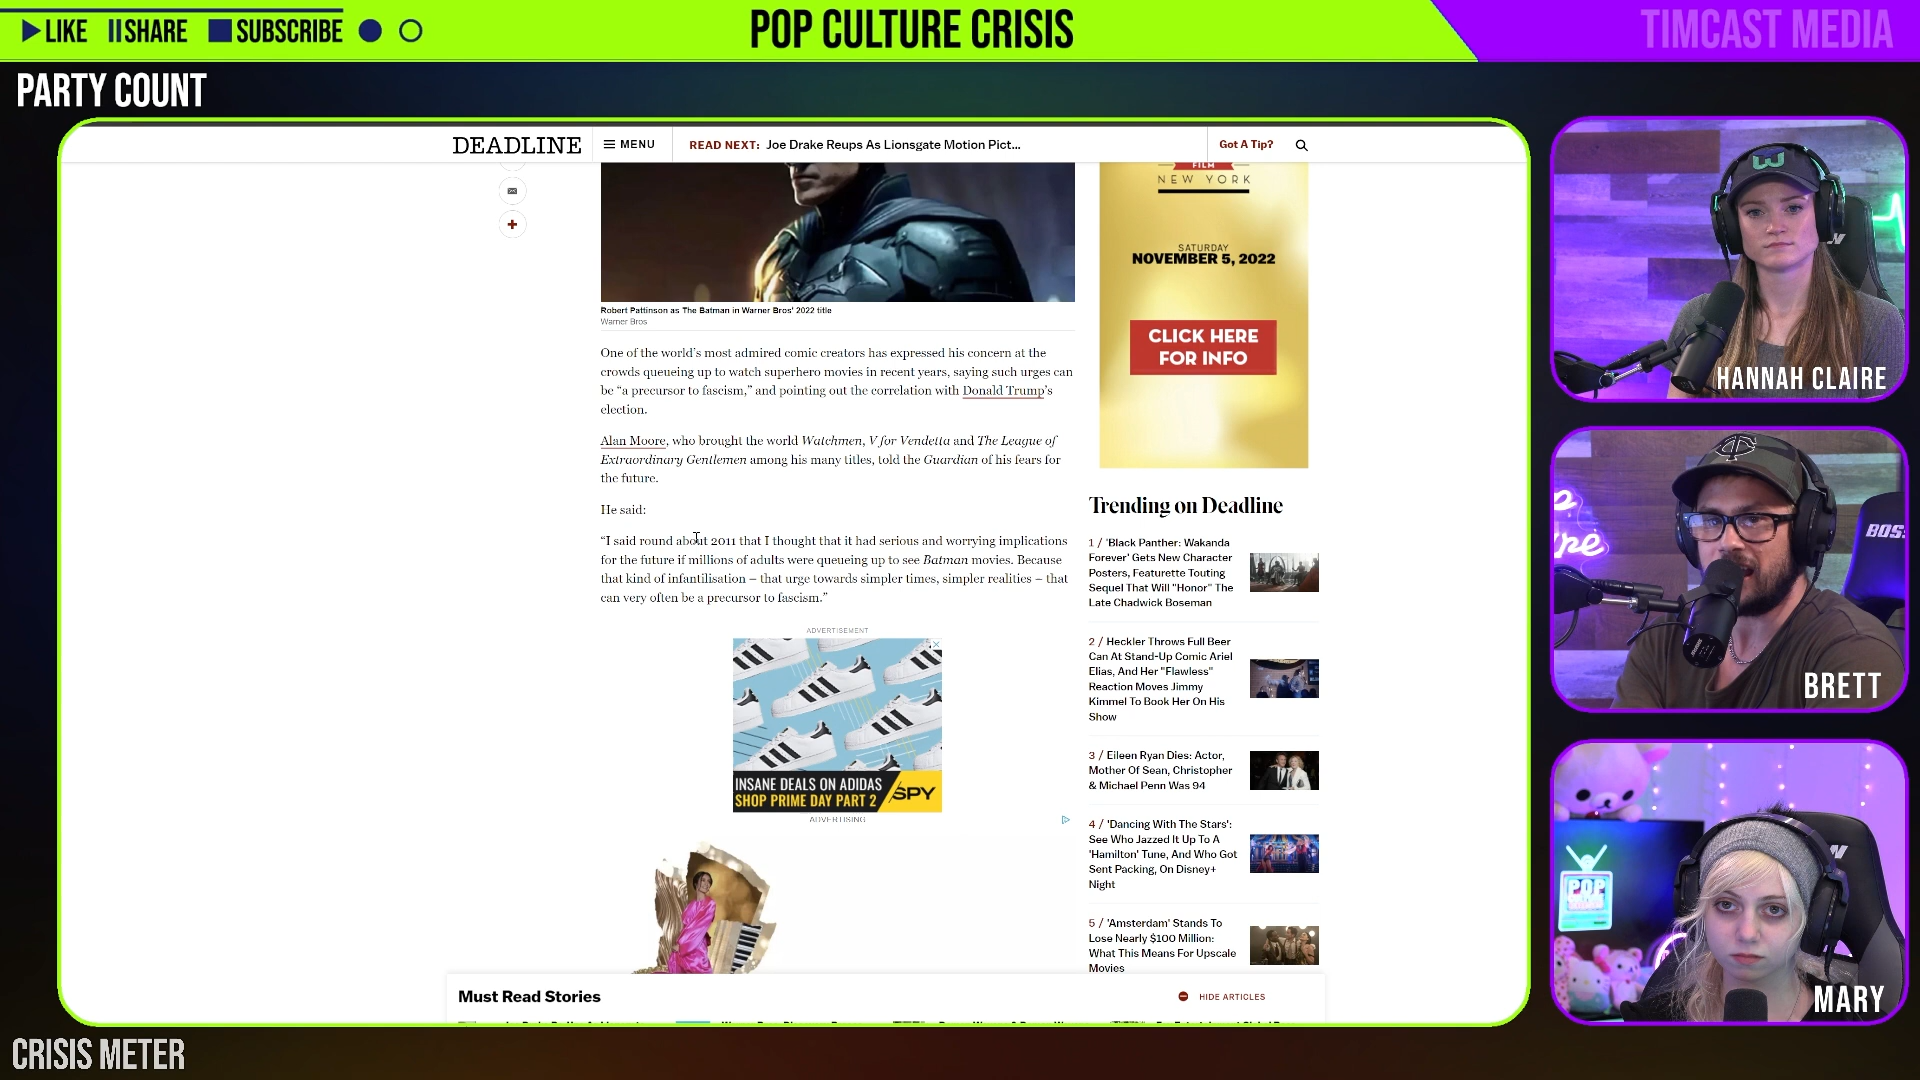 LIKE SHARE SUBSCRIBE
POP CULTURE CRISIS
TIMCAST MEDIA
PARTY COUNT
DEADLINE
MENU
READ NEXT: Joe Drake Reups As Lionsgate Motion Pict...
Got A Tip?
Robert Pattinson as The Batman in Warner Bros' 2022 title
Warner Bros
One of the world's most admired comic creators has expressed his concern at the
crowds queueing up to watch superhero movies in recent years, saying such urges can
be “a precursor to fascism,” and pointing out the correlation with Donald Trump's
election.
Alan Moore, who brought the world Watchmen, V for Vendetta and The League of
Extraordinary Gentlemen among his many titles, told the Guardian of his fears for
the future.
He said:
“I said round about 2011 that I thought that it had serious and worrying implications
for the future if millions of adults were queueing up to see Batman movies. Because
that kind of infantilisation – that urge towards simpler times, simpler realities – that
can very often be a precursor to fascism.”
ADVERTISEMENT
INSANE DEALS ON ADIDAS
SHOP PRIME DAY PART 2
SPY
ADVERTISING
FILM
NEW YORK
SATURDAY
NOVEMBER 5, 2022
CLICK HERE
FOR INFO
Trending on Deadline
1 / 'Black Panther: Wakanda
Forever' Gets New Character
Posters, Featurette Touting
Sequel That Will "Honor" The
Late Chadwick Boseman
2 / Heckler Throws Full Beer
Can At Stand-Up Comic Ariel
Elias, And Her "Flawless"
Reaction Moves Jimmy
Kimmel To Book Her On His
Show
3 / Eileen Ryan Dies: Actor,
Mother Of Sean, Christopher
& Michael Penn Was 94
4 / 'Dancing With The Stars':
See Who Jazzed It Up To A
'Hamilton' Tune, And Who Got
Sent Packing, On Disney+
Night
5 / 'Amsterdam' Stands To
Lose Nearly $100 Million:
What This Means For Upscale
Movies
Must Read Stories
HIDE ARTICLES
HANNAH CLAIRE
BOSS
BRETT
POP
MARY
CRISIS METER